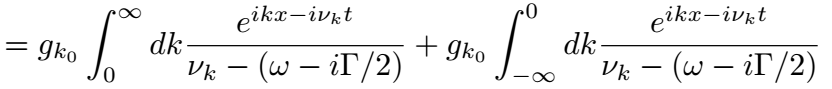 $= g_{k_0} \int_0^\infty dk \frac{e^{ikx - i\nu_k t}}{\nu_k - (\omega - i\Gamma/2)} + g_{k_0} \int_{-\infty}^0 dk \frac{e^{ikx - i\nu_k t}}{\nu_k - (\omega - i\Gamma/2)}$